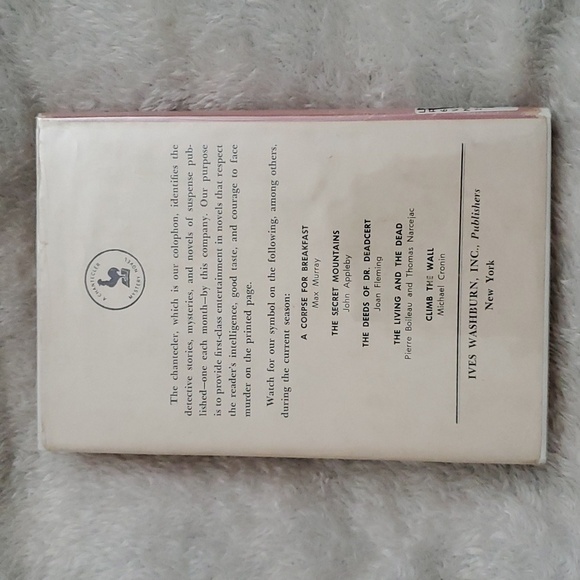 A CHANTECLER
MYSTERY NOVEL
The chantecler, which is our colophon, identifies the
detective stories, mysteries, and novels of suspense pub-
lished—one each month—by this company. Our purpose
is to provide first-class entertainment in novels that respect
the reader's intelligence, good taste, and courage to face
murder on the printed page.
Watch for our symbol on the following, among others,
during the current season:
A CORPSE FOR BREAKFAST
Max Murray
THE SECRET MOUNTAINS
John Appleby
THE DEEDS OF DR. DEADCERT
Joan Fleming
THE LIVING AND THE DEAD
Pierre Boileau and Thomas Narcejac
CLIMB THE WALL
Michael Cronin
IVES WASHBURN, INC., Publishers
New York